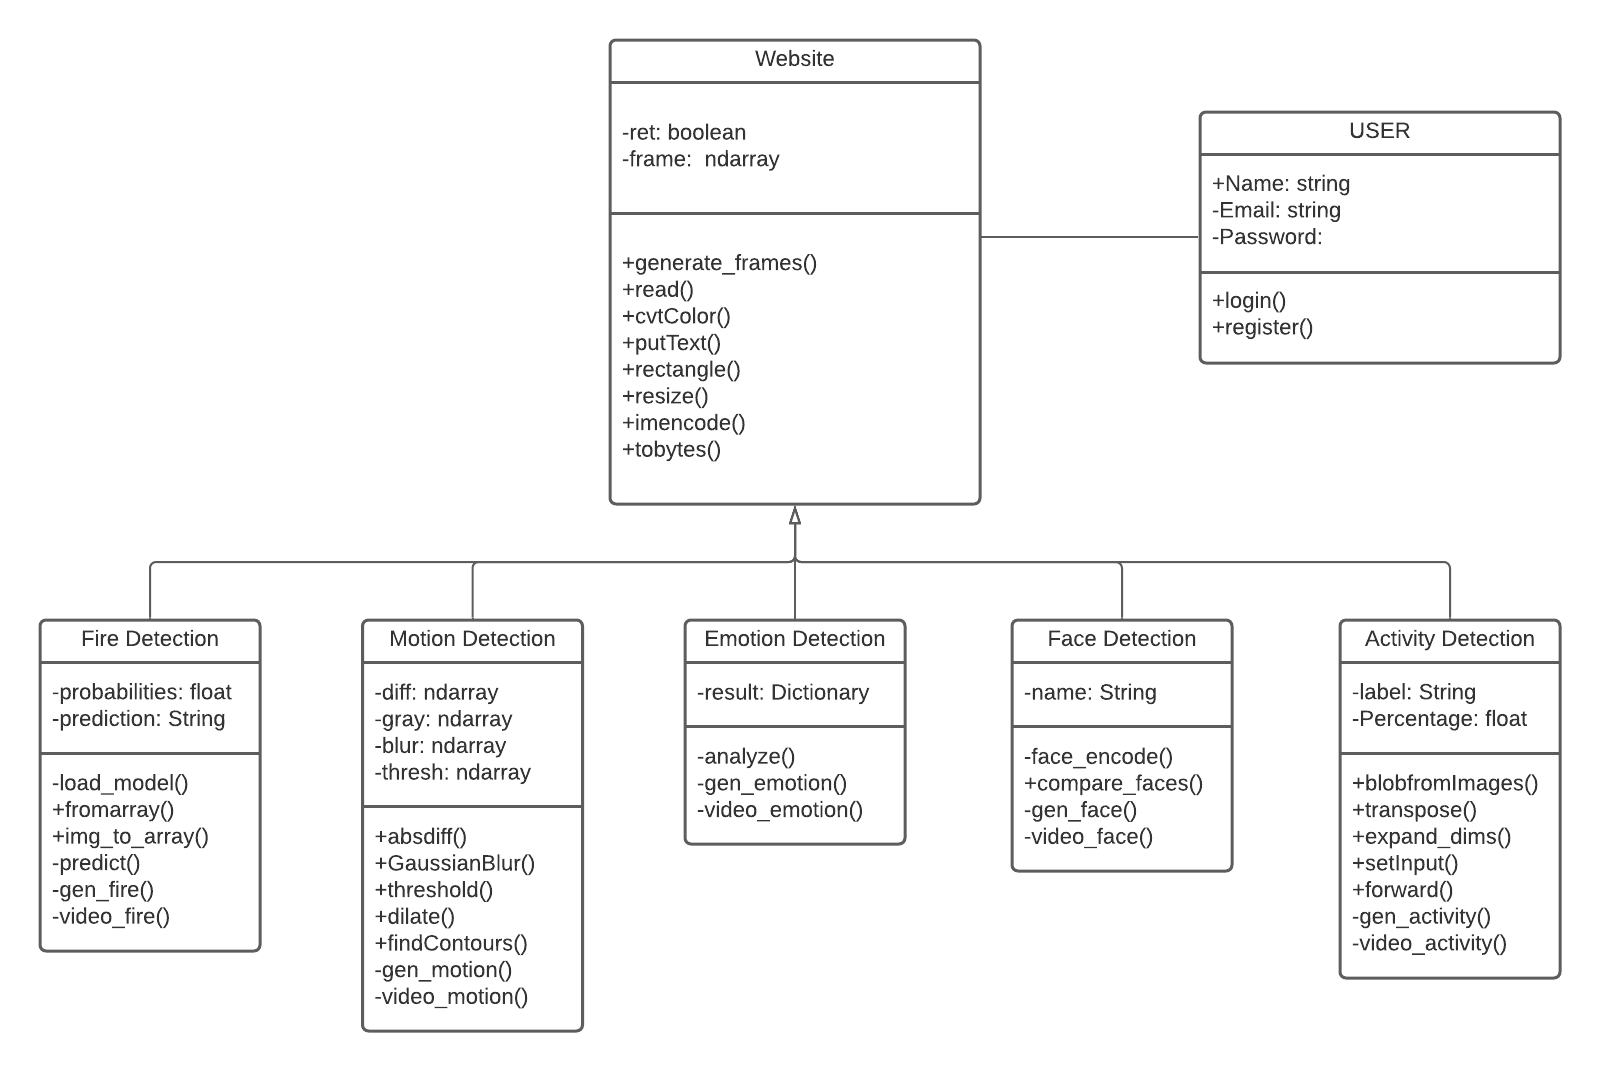 Website
-ret: boolean
-frame:  ndarray
+generate_frames()
+read()
+cvtColor()
+putText()
+rectangle()
+resize()
+imencode()
+tobytes()
USER
+Name: string
-Email: string
-Password:
+login()
+register()
Fire Detection
-probabilities: float
-prediction: String
-load_model()
+fromarray()
+img_to_array()
-predict()
-gen_fire()
-video_fire()
Motion Detection
-diff: ndarray
-gray: ndarray
-blur: ndarray
-thresh: ndarray
+absdiff()
+GaussianBlur()
+threshold()
+dilate()
+findContours()
-gen_motion()
-video_motion()
Emotion Detection
-result: Dictionary
-analyze()
-gen_emotion()
-video_emotion()
Face Detection
-name: String
-face_encode()
+compare_faces()
-gen_face()
-video_face()
Activity Detection
-label: String
-Percentage: float
+blobfromImages()
+transpose()
+expand_dims()
+setInput()
+forward()
-gen_activity()
-video_activity()